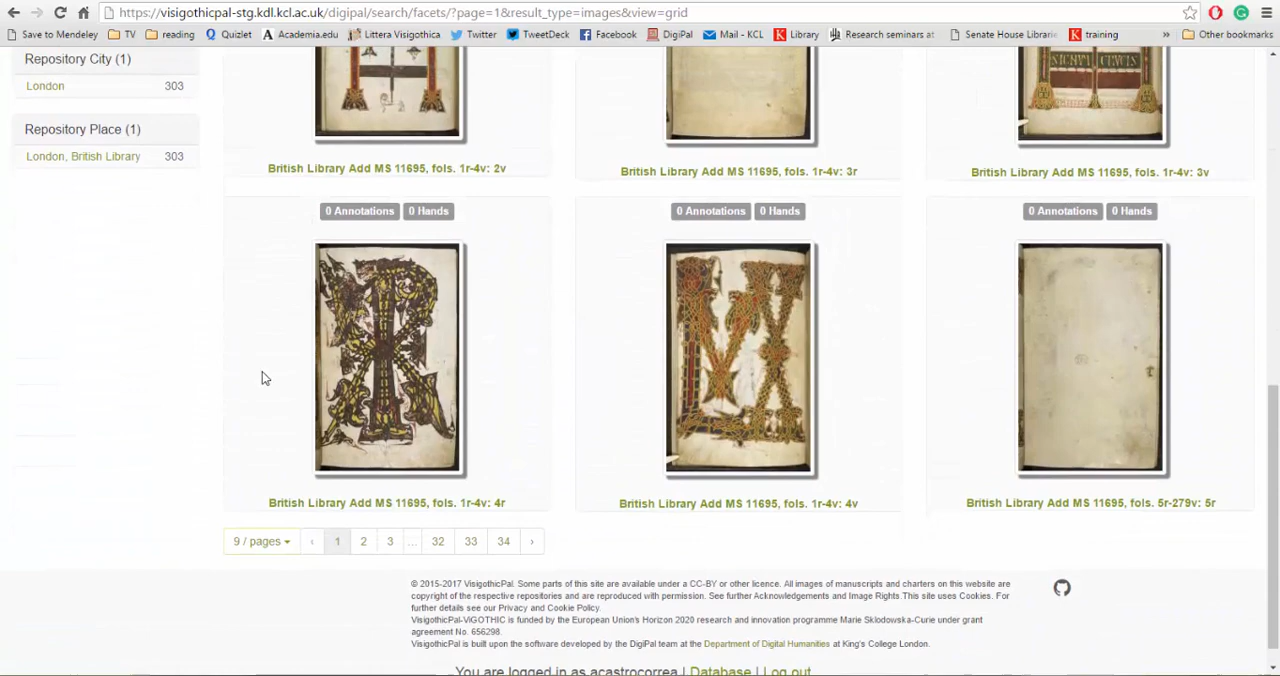 https://visigothicpal-stg.kdl.kcl.ac.uk/digipal/search/facets/?page=1&result_type=images&view=grid
Save to Mendeley TV reading Quizlet Academia.edu Littera Visigothica Twitter TweetDeck Facebook DigiPal Mail - KCL Library Research seminars at Senate House Librarie training » Other bookmarks
Repository City (1)
London 303
Repository Place (1)
London, British Library 303
British Library Add MS 11695, fols. 1r-4v: 2v
British Library Add MS 11695, fols. 1r-4v: 3r
British Library Add MS 11695, fols. 1r-4v: 3v
0 Annotations 0 Hands
0 Annotations 0 Hands
0 Annotations 0 Hands
British Library Add MS 11695, fols. 1r-4v: 4r
British Library Add MS 11695, fols. 1r-4v: 4v
British Library Add MS 11695, fols. 5r-279v: 5r
9 / pages ‹ 1 2 3 ... 32 33 34 ›
© 2015-2017 VisigothicPal. Some parts of this site are available under a CC-BY or other licence. All images of manuscripts and charters on this website are
copyright of the respective repositories and are reproduced with permission. See further Acknowledgements and Image Rights.This site uses Cookies. For
further details see our Privacy and Cookie Policy.
VisigothicPal-ViGOTHIC is funded by the European Union's Horizon 2020 research and innovation programme Marie Sklodowska-Curie under grant
agreement No. 656298.
VisigothicPal is built upon the software developed by the DigiPal team at the Department of Digital Humanities at King's College London.
You are logged in as acastrocorrea | Database | Log out